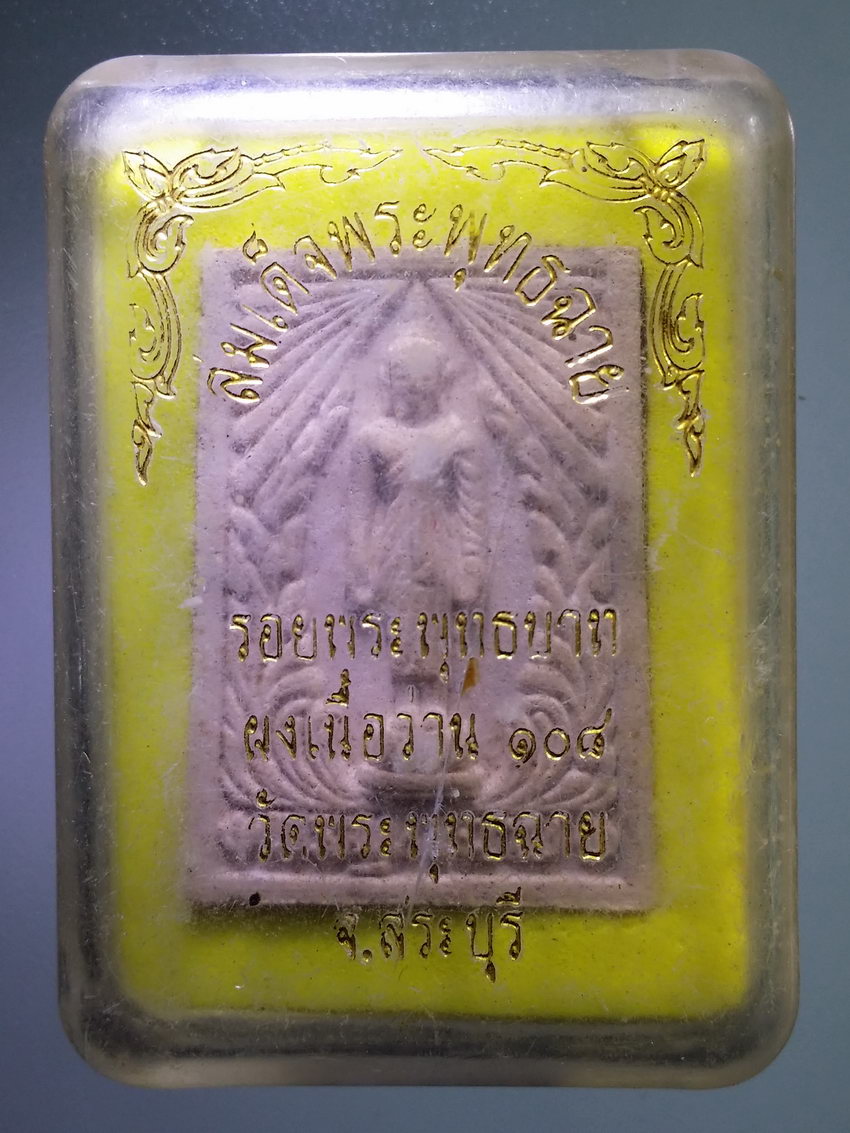 สมเด็จพระพุทธฉาย
รอยพระพุทธบาท
ผงเนื้อว่าน ๑๐๘
วัดพระพุทธฉาย
จ.สระบุรี